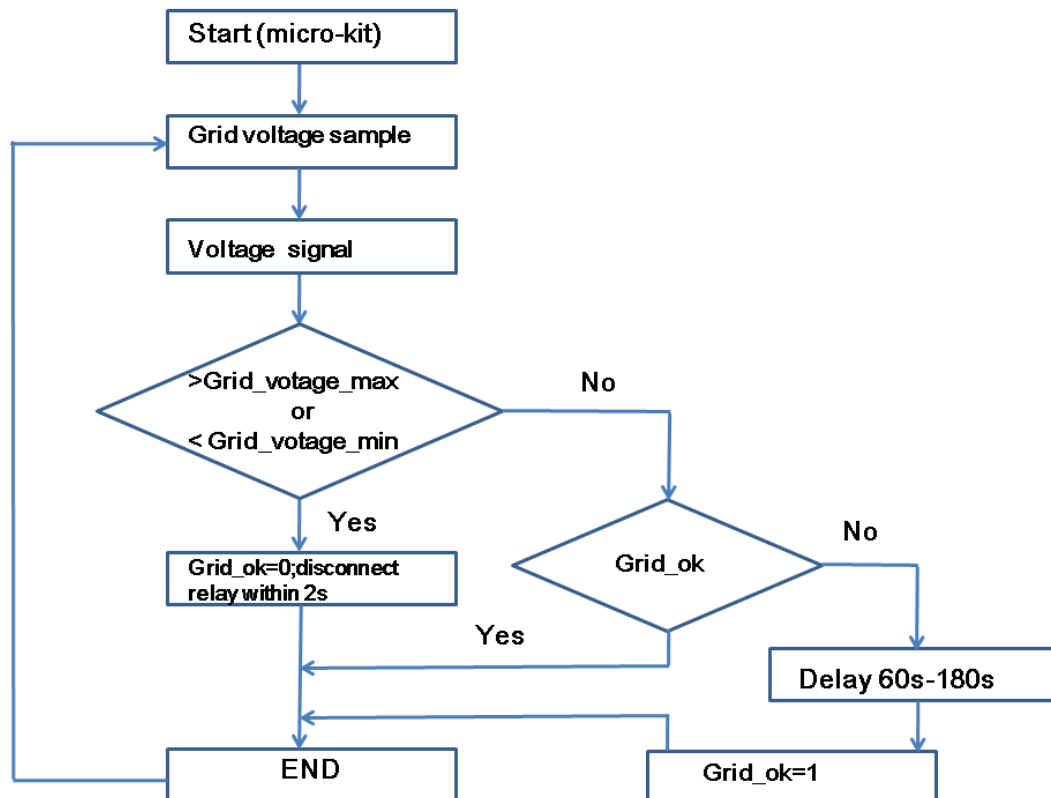 Start (micro-kit)
Grid voltage sample
Voltage signal
>Grid_votage_max
or
< Grid_votage_min
No
Yes
Grid_ok
No
Grid_ok=0;disconnect
relay within 2s
Yes
Delay 60s-180s
END
Grid_ok=1